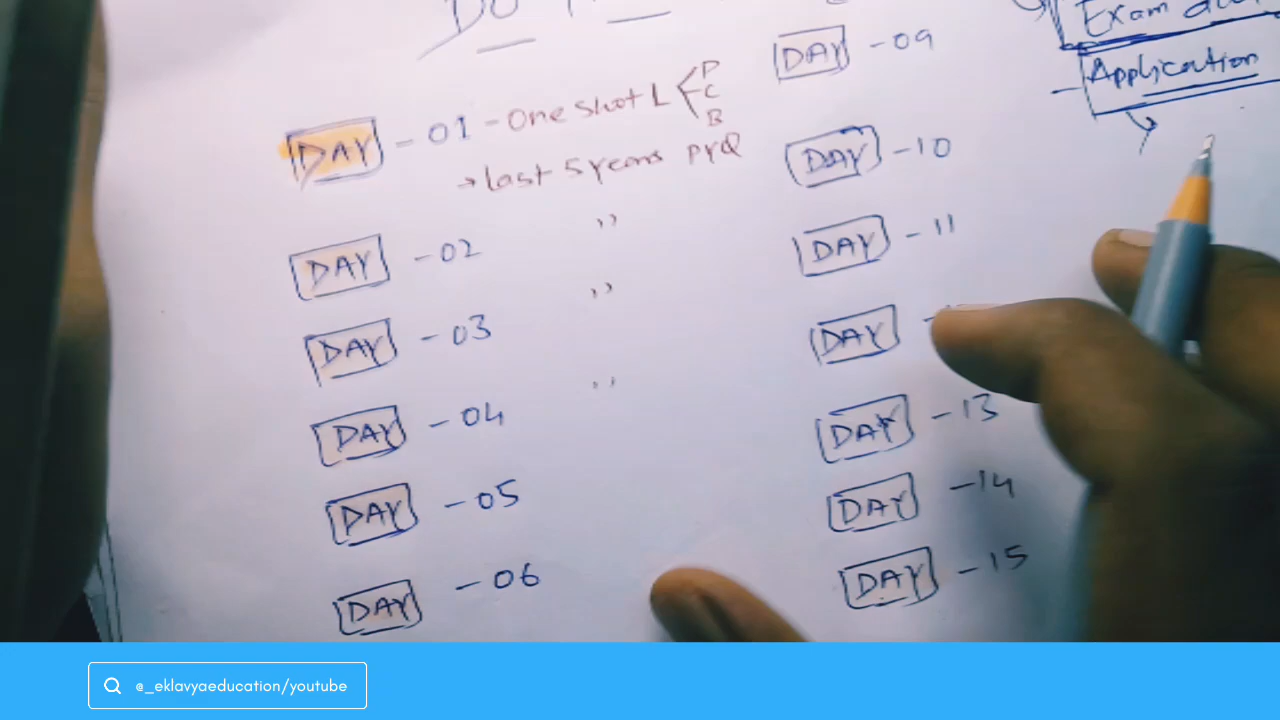 Do
DAY - 01 - One Shot L P C B
→ last 5 years PYQ
DAY - 02 ,,
DAY - 03 ,,
DAY - 04 ,,
DAY - 05
DAY - 06
DAY - 09
DAY - 10
DAY - 11
DAY -
DAY - 13
DAY - 14
DAY - 15
Exam
Application
@_eklavyaeducation/youtube